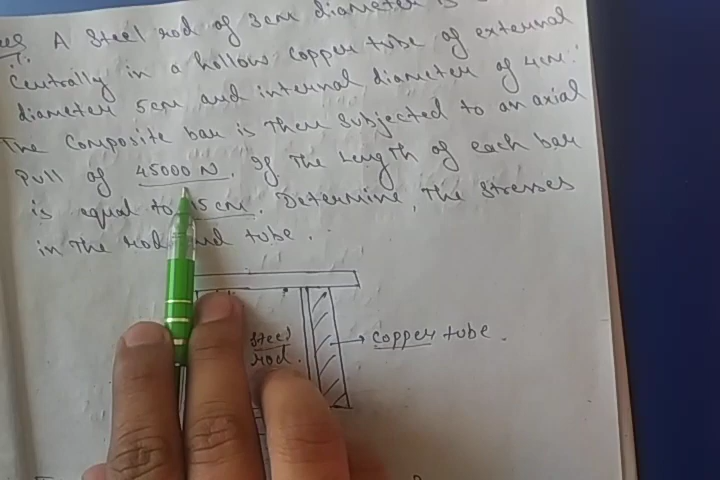 A Steel rod of 3cm diameter is
Centrally in a hollow copper tube of external
diameter 5cm and internal diameter of 4cm.
The Composite bar is then Subjected to an axial
Pull of 45000 N. If The Length of each bar
is equal to 15 cm. Determine, The Stresses
in The rod and tube.
steel
rod.
copper tube.